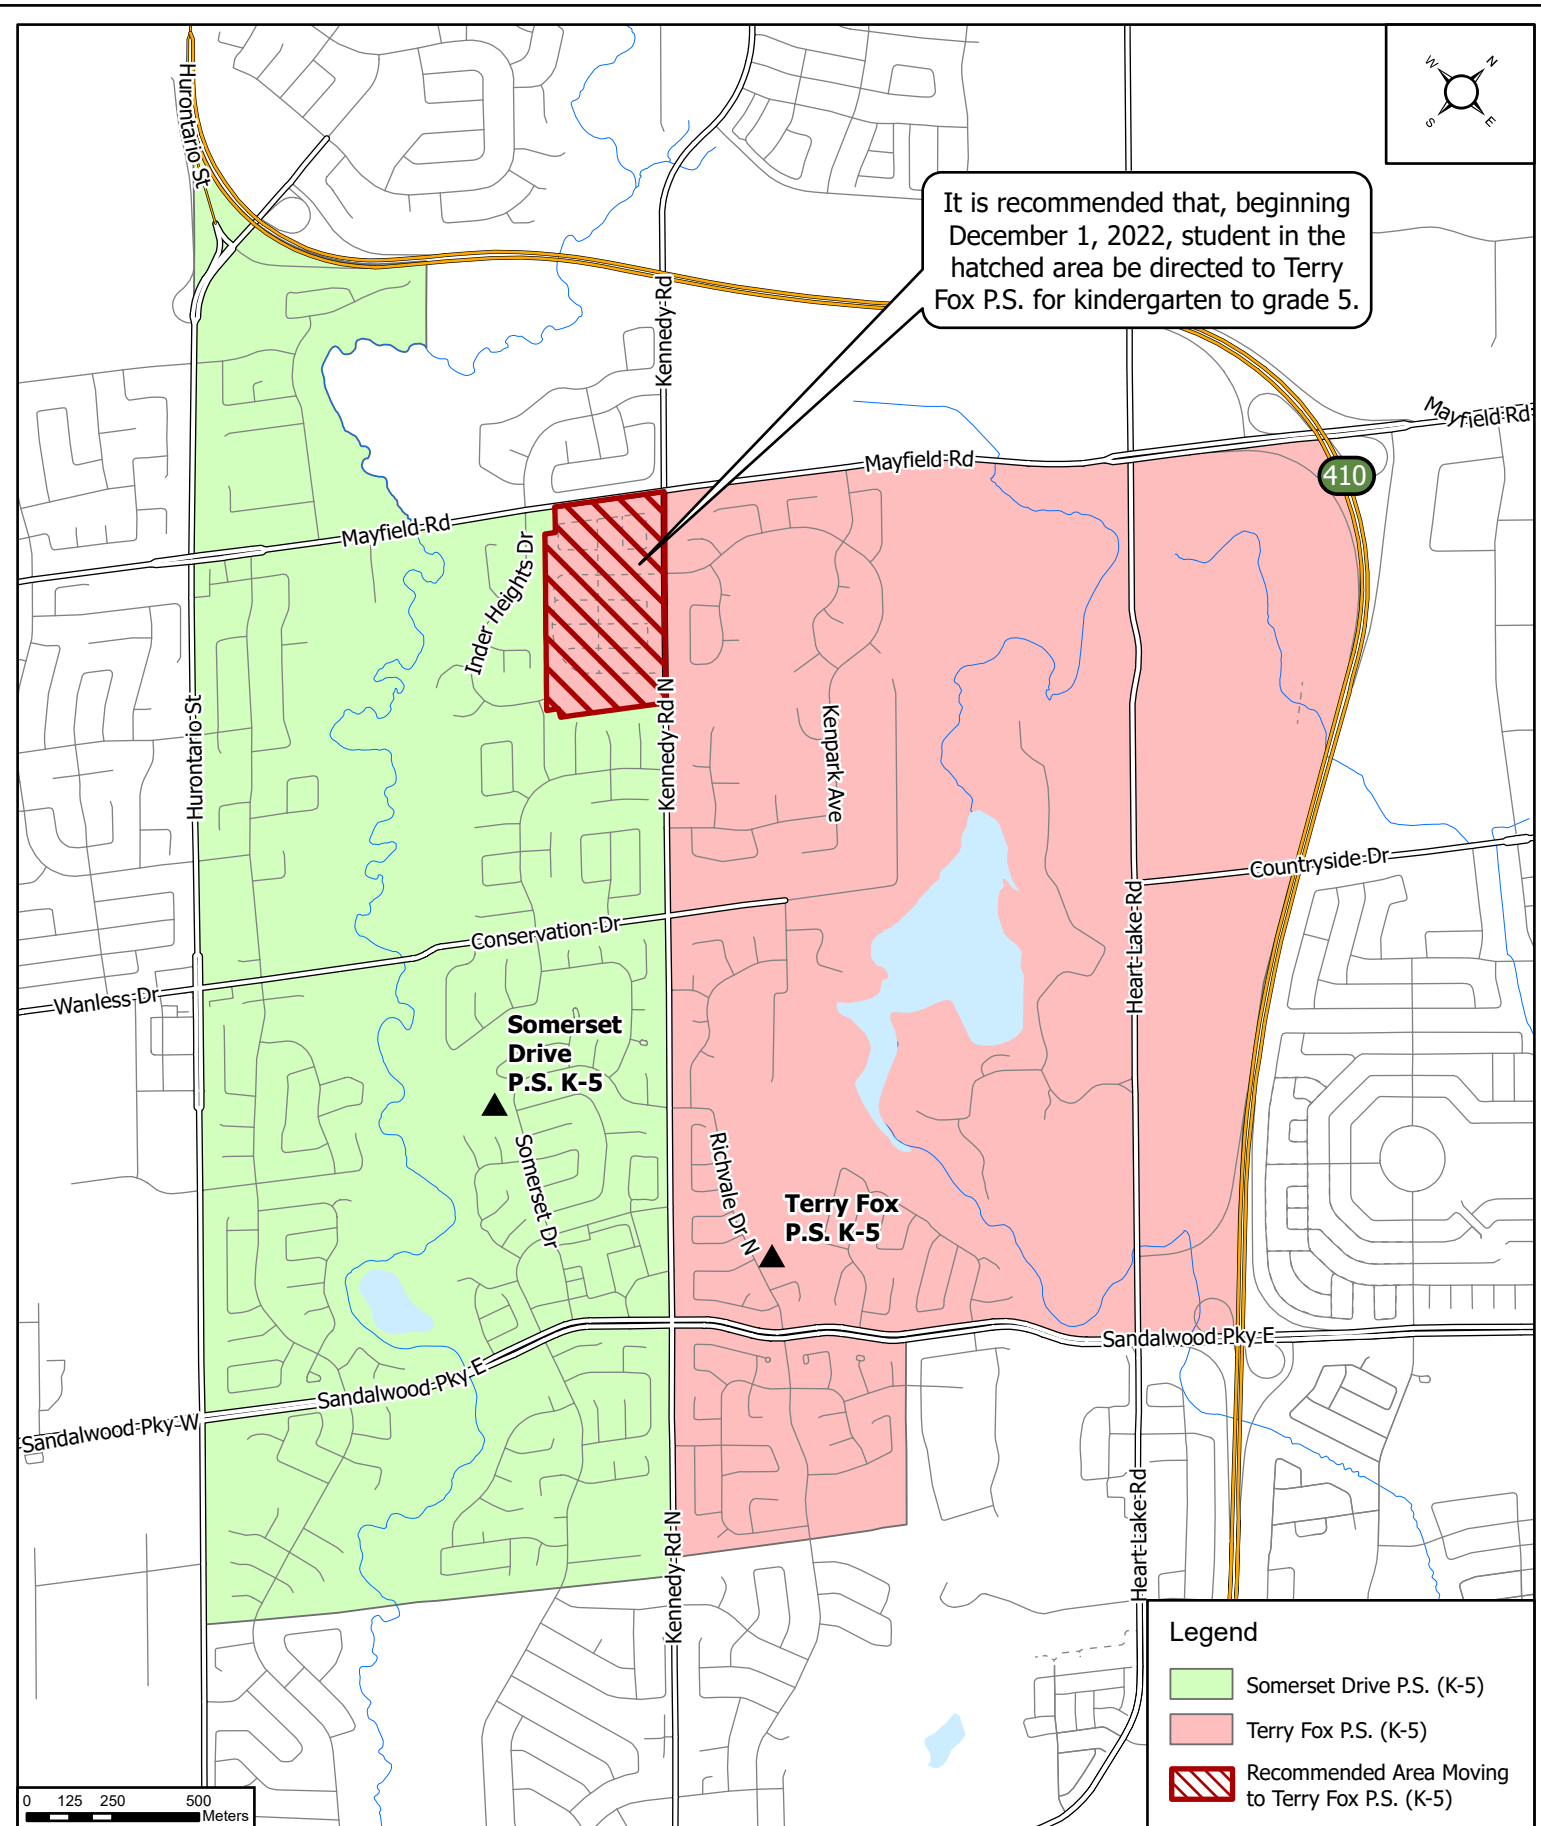 W
N
S
E
Hurontario St
It is recommended that, beginning
December 1, 2022, student in the
hatched area be directed to Terry
Fox P.S. for kindergarten to grade 5.
Kennedy Rd
Mayfield Rd
Mayfield Rd
410
Mayfield Rd
Inder Heights Dr
Hurontario St
Kennedy Rd N
Kenpark Ave
Countryside Dr
Heart Lake Rd
Conservation Dr
Wanless Dr
Somerset
Drive
P.S. K-5
Somerset Dr
Richvale Dr N
Terry Fox
P.S. K-5
Sandalwood Pky E
Sandalwood Pky E
Sandalwood Pky W
Kennedy Rd N
Heart Lake Rd
Legend
Somerset Drive P.S. (K-5)
Terry Fox P.S. (K-5)
Recommended Area Moving
to Terry Fox P.S. (K-5)
0 125 250 500
Meters